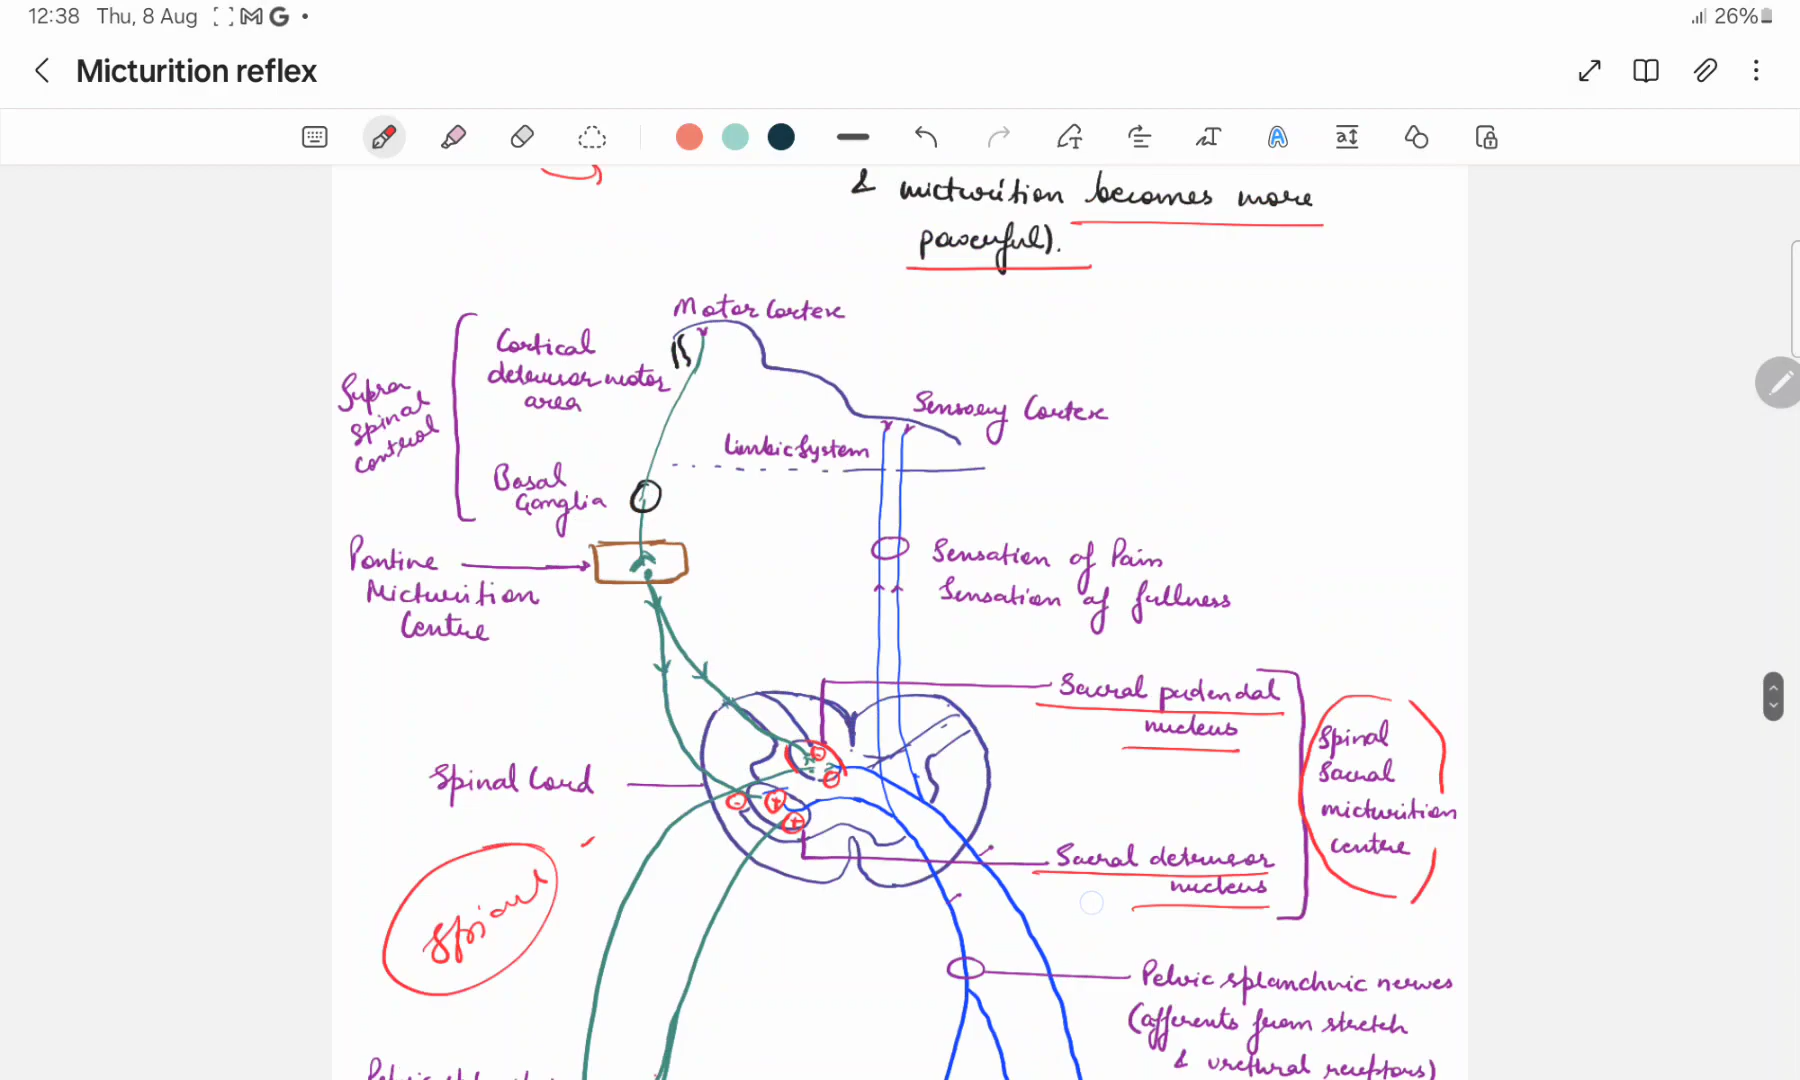 12:38 Thu, 8 Aug
26%
Micturition reflex
& micturition becomes more
powerful).
Motor Cortex
Cortical
detrusor motor
area
Supra
spinal
control
Sensory Cortex
Limbic System
Basal
Ganglia
Pontine
Micturition
Centre
Sensation of Pain
Sensation of fullness
Sacral pudendal
nucleus
Spinal
Sacral
micturition
centre
Spinal Cord
Sacral detrusor
nucleus
Spinal
Pelvic splanchnic nerves
(afferents from stretch
& urethral receptors)